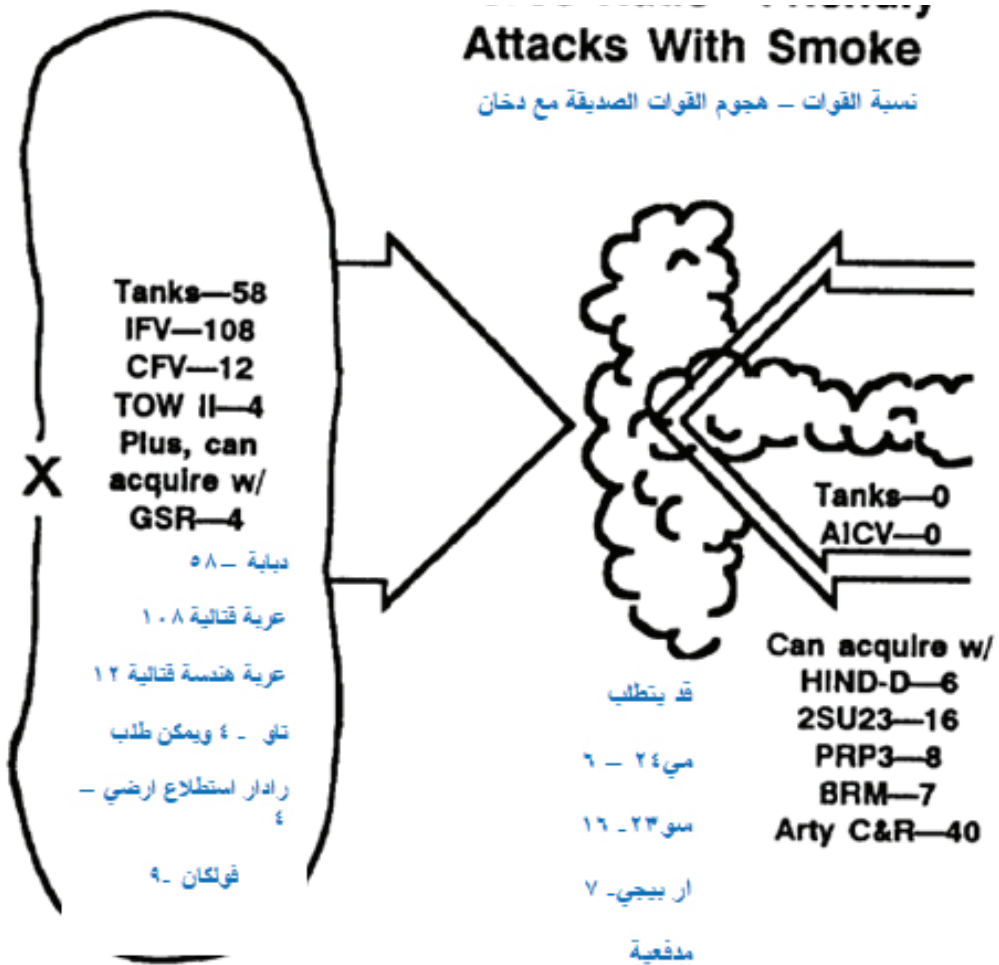 Attacks With Smoke
نسبة القوات – هجوم القوات الصديقة مع دخان
Tanks—58
IFV—108
CFV—12
TOW II—4
Plus, can
acquire w/
GSR—4
X
دبابة – ٥٨
عربة قتالية ١٠٨
عربة هندسة قتالية ١٢
تاو - ٤ ويمكن طلب
رادار استطلاع ارضي –
٤
فولكان -٩
Tanks—0
AICV—0
Can acquire w/
HIND-D—6
2SU23—16
PRP3—8
BRM—7
Arty C&R—40
قد يتطلب
مي٢٤ – ٦
سو٢٣- ١٦
ار بيجي- ٧
مدفعية